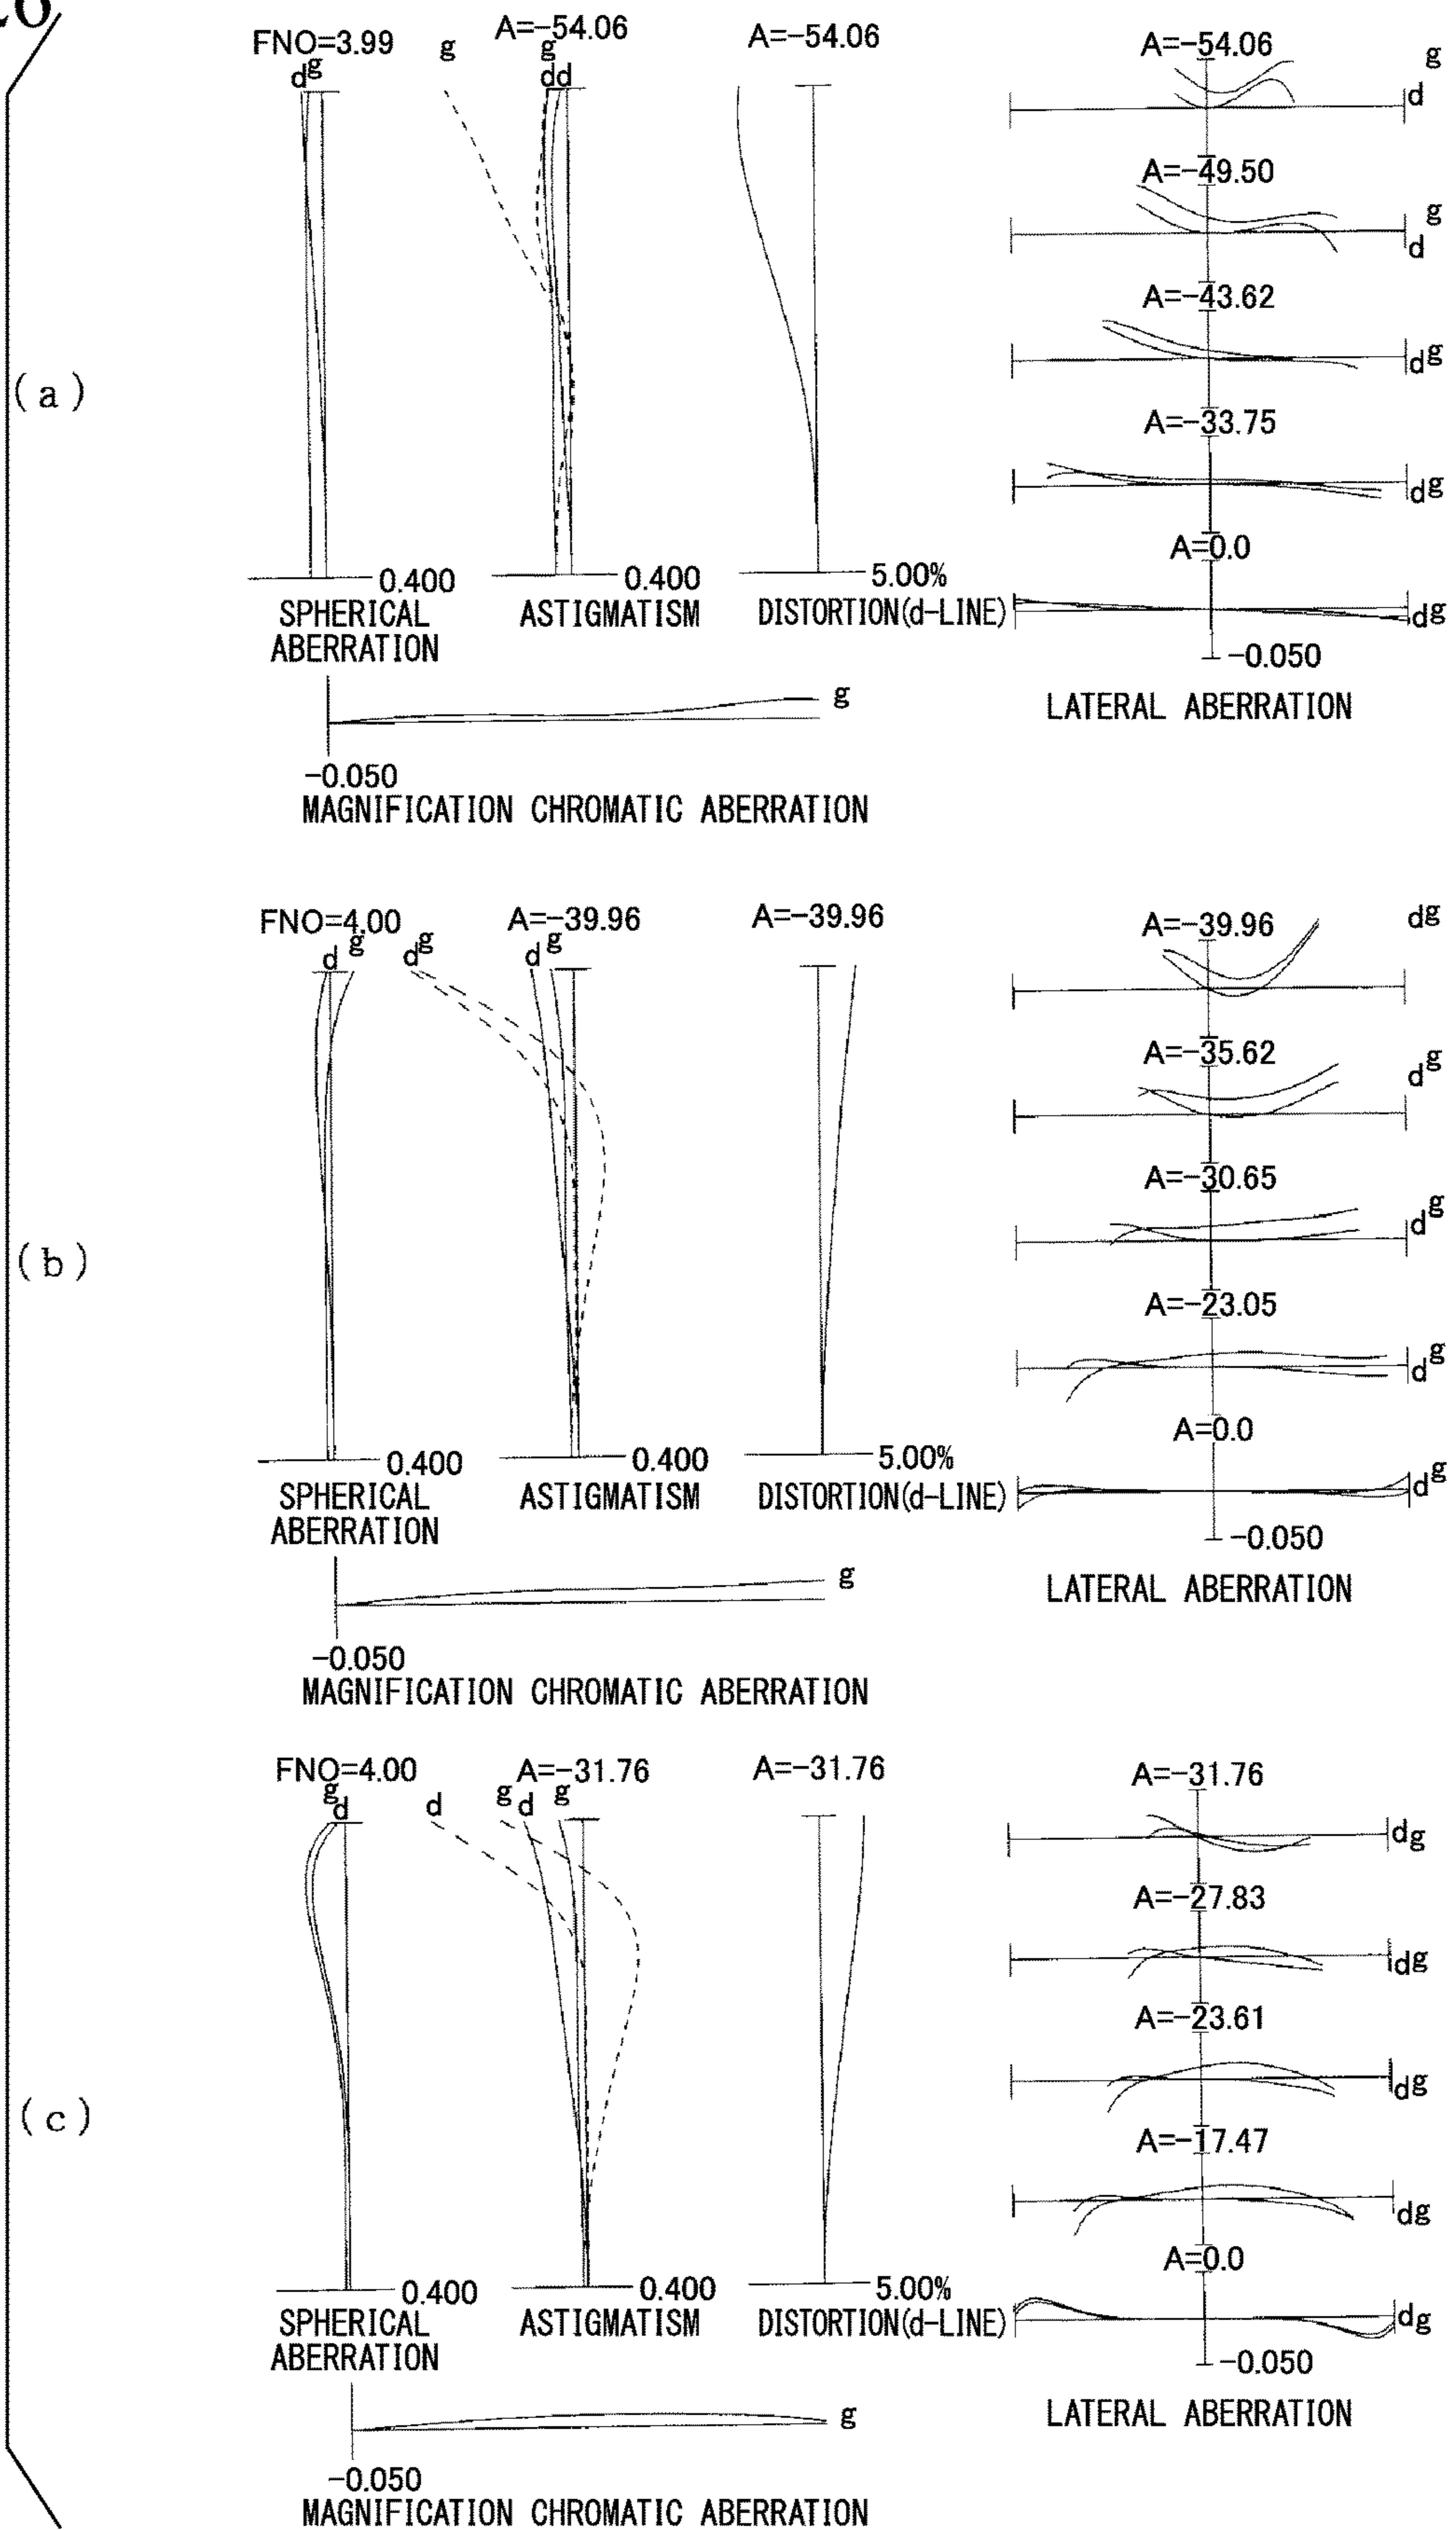 (a)
FNO=3.99
d g
g
A=-54.06
g
d d
A=-54.06
0.400
SPHERICAL
ABERRATION
0.400
ASTIGMATISM
5.00%
DISTORTION(d-LINE)
A=-54.06
g
d
A=-49.50
g
d
A=-43.62
d g
A=-33.75
d g
A=0.0
d g
-0.050
LATERAL ABERRATION
g
-0.050
MAGNIFICATION CHROMATIC ABERRATION
(b)
FNO=4.00
d g
d g
A=-39.96
d g
A=-39.96
0.400
SPHERICAL
ABERRATION
0.400
ASTIGMATISM
5.00%
DISTORTION(d-LINE)
A=-39.96
d g
A=-35.62
d g
A=-30.65
d g
A=-23.05
d g
A=0.0
d g
-0.050
LATERAL ABERRATION
g
-0.050
MAGNIFICATION CHROMATIC ABERRATION
(c)
FNO=4.00
g d
d
A=-31.76
g d g
A=-31.76
0.400
SPHERICAL
ABERRATION
0.400
ASTIGMATISM
5.00%
DISTORTION(d-LINE)
A=-31.76
d g
A=-27.83
d g
A=-23.61
d g
A=-17.47
d g
A=0.0
d g
-0.050
LATERAL ABERRATION
g
-0.050
MAGNIFICATION CHROMATIC ABERRATION